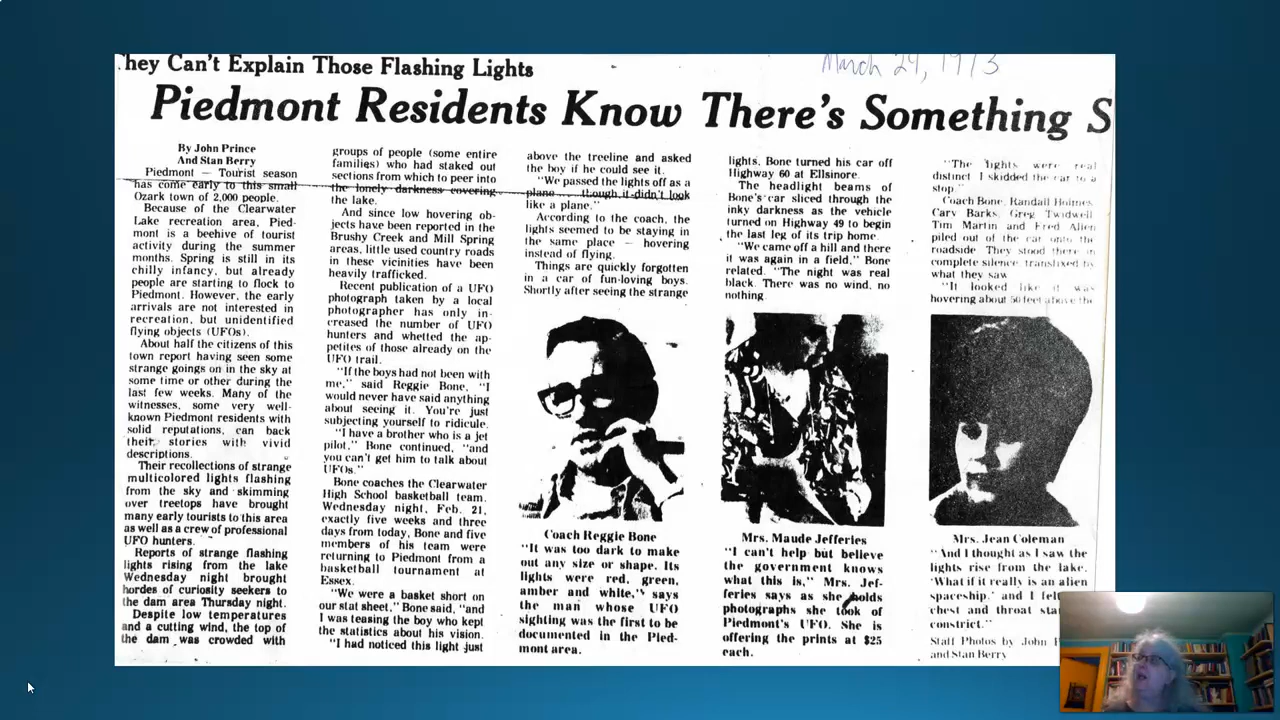 hey Can't Explain Those Flashing Lights
March 24, 1973
Piedmont Residents Know There's Something S
By John Prince
And Stan Berry
Piedmont — Tourist season
has come early to this small
Ozark town of 2,000 people.
Because of the Clearwater
Lake recreation area, Pied-
mont is a beehive of tourist
activity during the summer
months. Spring is still in its
chilly infancy, but already
people are starting to flock to
Piedmont. However, the early
arrivals are not interested in
recreation, but unidentified
flying objects (UFOs).
About half the citizens of this
town report having seen some
strange goings on in the sky at
some time or other during the
last few weeks. Many of the
witnesses, some very well-
known Piedmont residents with
solid reputations, can back
their stories with vivid
descriptions.
Their recollections of strange
multicolored lights flashing
from the sky and skimming
over treetops have brought
many early tourists to this area
as well as a crew of professional
UFO hunters.
Reports of strange flashing
lights rising from the lake
Wednesday night brought
hordes of curiosity seekers to
the dam area Thursday night.
Despite low temperatures
and a cutting wind, the top of
the dam was crowded with
groups of people (some entire
families) who had staked out
sections from which to peer into
the lonely darkness covering
the lake.
And since low hovering ob-
jects have been reported in the
Brushy Creek and Mill Spring
areas, little used country roads
in these vicinities have been
heavily trafficked.
Recent publication of a UFO
photograph taken by a local
photographer has only in-
creased the number of UFO
hunters and whetted the ap-
petites of those already on the
UFO trail.
"If the boys had not been with
me," said Reggie Bone, "I
would never have said anything
about seeing it. You're just
subjecting yourself to ridicule.
"I have a brother who is a jet
pilot," Bone continued, "and
you can't get him to talk about
UFOs."
Bone coaches the Clearwater
High School basketball team.
Wednesday night, Feb. 21,
exactly five weeks and three
days from today, Bone and five
members of his team were
returning to Piedmont from a
basketball tournament at
Essex.
"We were a basket short on
our stat sheet," Bone said, "and
I was teasing the boy who kept
the statistics about his vision.
"I had noticed this light just
above the treeline and asked
the boy if he could see it.
"We passed the lights off as a
plane ... though it didn't look
like a plane."
According to the coach, the
lights seemed to be staying in
the same place — hovering
instead of flying.
Things are quickly forgotten
in a car of fun-loving boys.
Shortly after seeing the strange
lights, Bone turned his car off
Highway 60 at Ellsinore.
The headlight beams of
Bone's car sliced through the
inky darkness as the vehicle
turned on Highway 49 to begin
the last leg of its trip home.
"We came off a hill and there
it was again in a field," Bone
related. "The night was real
black. There was no wind, no
nothing.
"The lights were real
distinct I skidded the car to a
stop."
Coach Bone, Randall Holmes,
Cary Barks, Greg Twidwell
Tim Martin and Fred Allen
piled out of the car onto the
roadside. They stood there in
complete silence transfixed by
what they saw
"It looked like it was
hovering about 50 feet above the
Coach Reggie Bone
"It was too dark to make
out any size or shape. Its
lights were red, green,
amber and white," says
the man whose UFO
sighting was the first to be
documented in the Pied-
mont area.
Mrs. Maude Jefferies
"I can't help but believe
the government knows
what this is," Mrs. Jef-
feries says as she holds
photographs she took of
Piedmont's UFO. She is
offering the prints at $25
each.
Mrs. Jean Coleman
"And I thought as I saw the
lights rise from the lake.
'What if it really is an alien
spaceship.' and I felt
chest and throat sta
constrict."
Staff Photos by John P
and Stan Berry